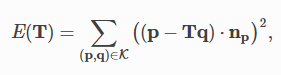 E(T) = ∑_{(p,q)∈𝒦} ((p − Tq) · n_p)²,